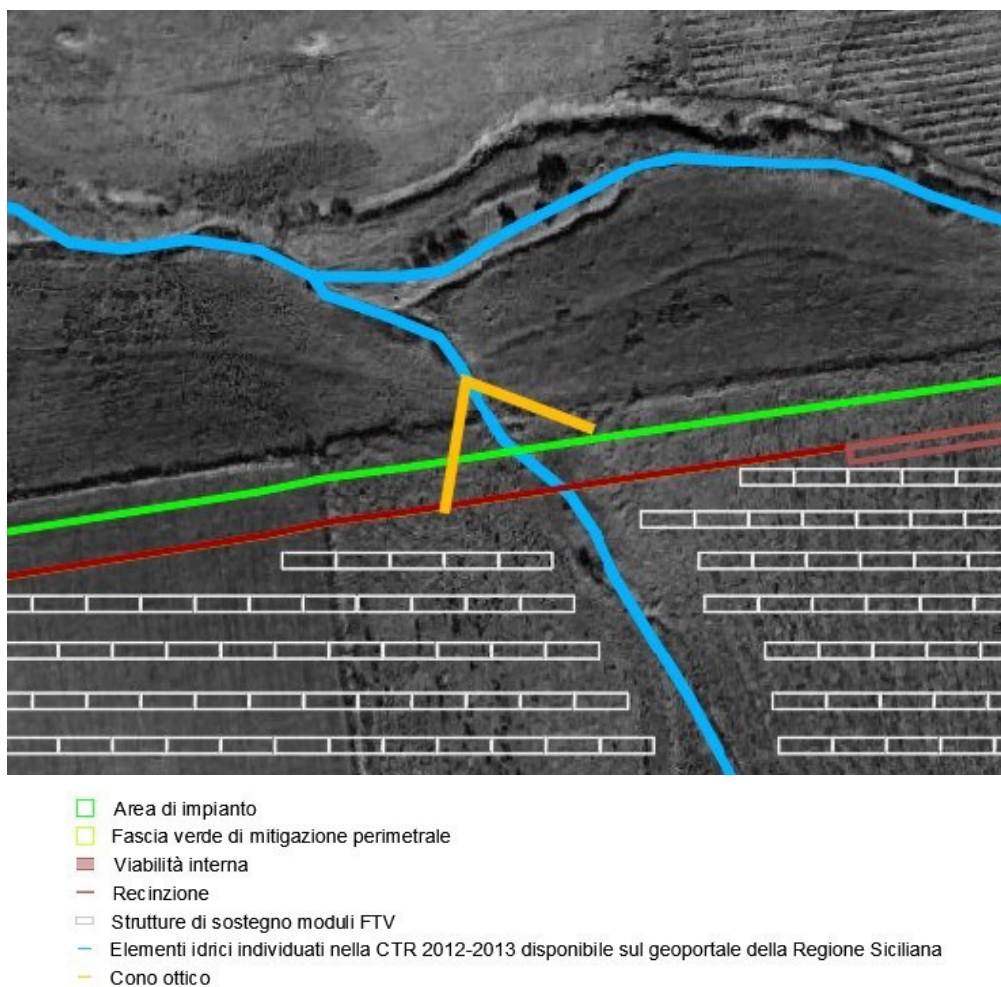 Area di impianto
Fascia verde di mitigazione perimetrale
Viabilità interna
Recinzione
Strutture di sostegno moduli FTV
Elementi idrici individuati nella CTR 2012-2013 disponibile sul geoportale della Regione Siciliana
Cono ottico